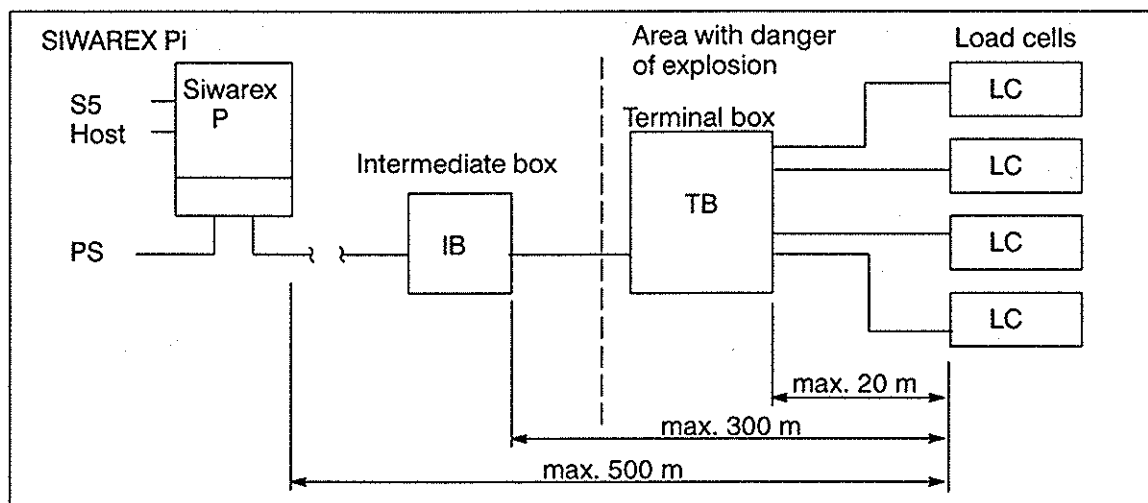 SIWAREX Pi
Siwarex
P
S5
Host
PS
Intermediate box
IB
Area with danger
of explosion
Terminal box
TB
Load cells
LC
LC
LC
LC
max. 20 m
max. 300 m
max. 500 m